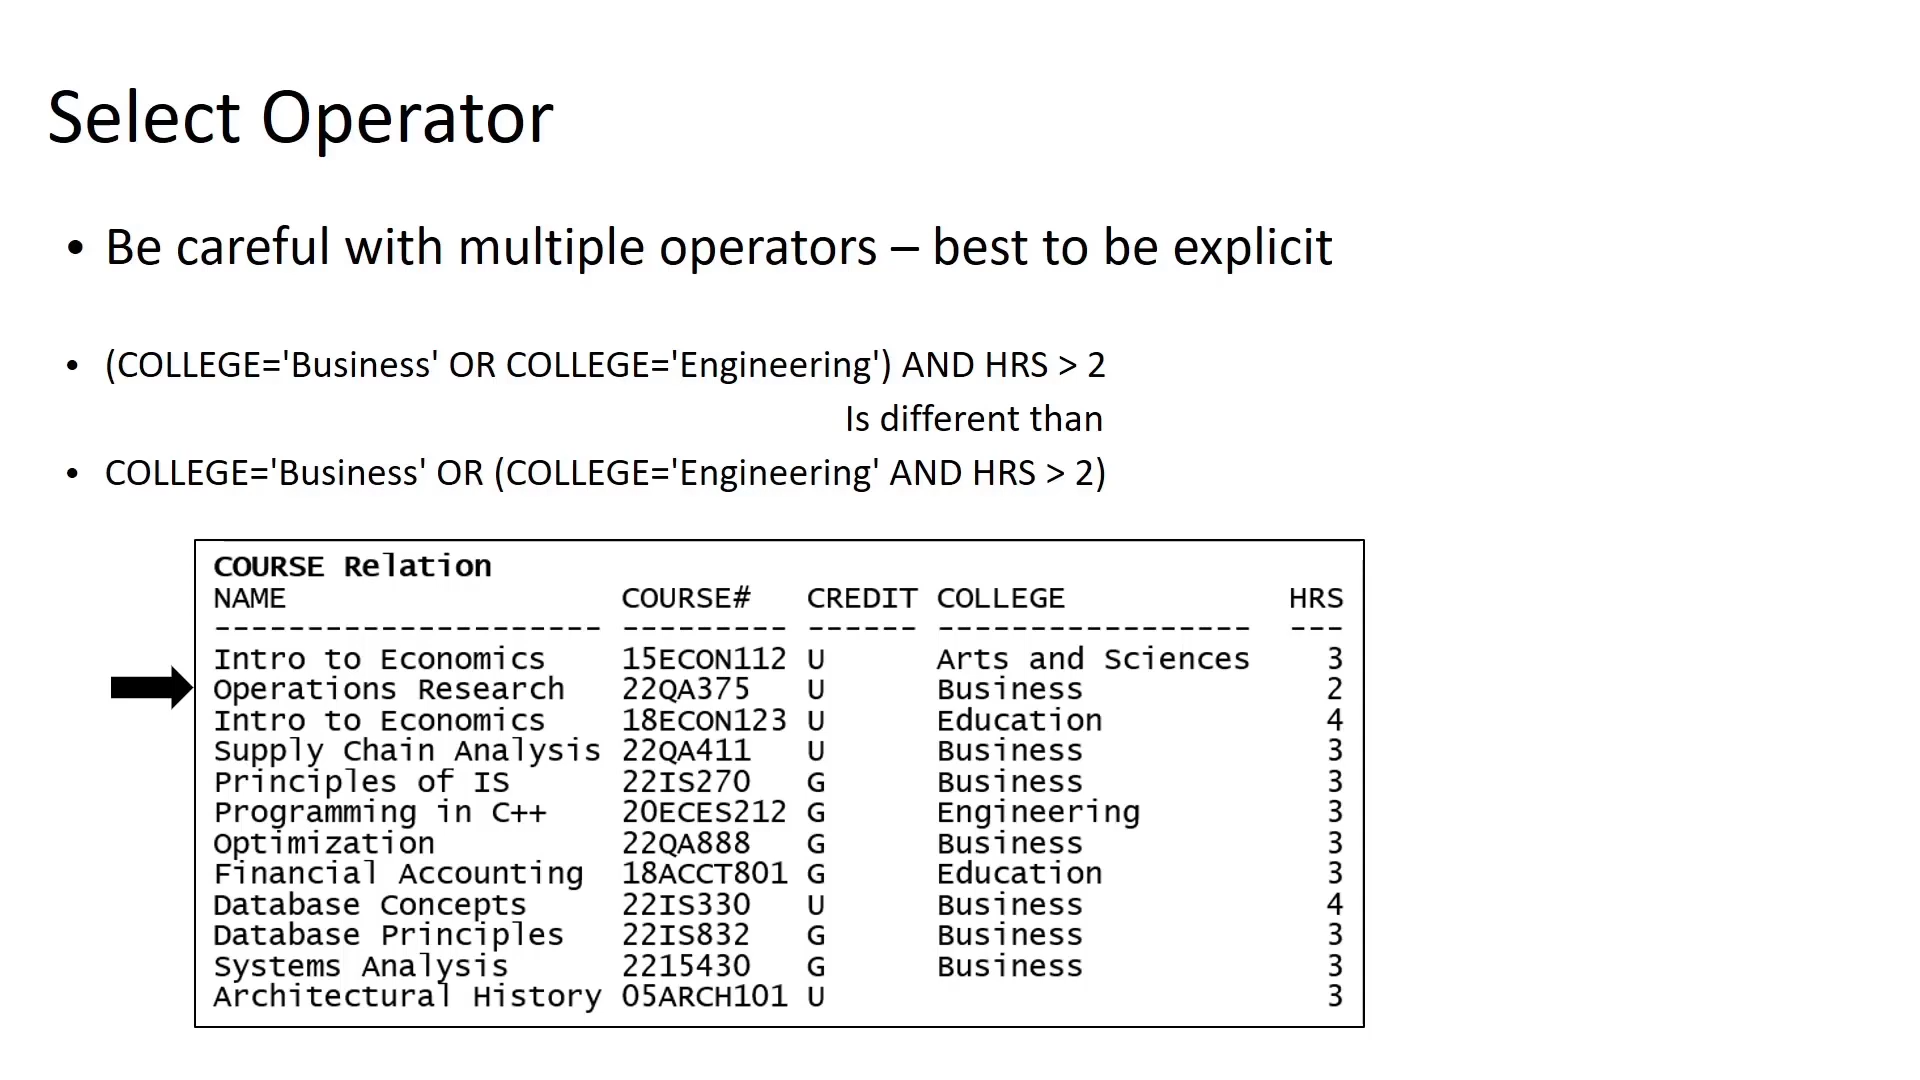 Select Operator
• Be careful with multiple operators – best to be explicit
• (COLLEGE='Business' OR COLLEGE='Engineering') AND HRS > 2
Is different than
• COLLEGE='Business' OR (COLLEGE='Engineering' AND HRS > 2)
COURSE Relation
NAME COURSE# CREDIT COLLEGE HRS
--------------------- --------- ------ ----------------- ---
Intro to Economics 15ECON112 U Arts and Sciences 3
Operations Research 22QA375 U Business 2
Intro to Economics 18ECON123 U Education 4
Supply Chain Analysis 22QA411 U Business 3
Principles of IS 22IS270 G Business 3
Programming in C++ 20ECES212 G Engineering 3
Optimization 22QA888 G Business 3
Financial Accounting 18ACCT801 G Education 3
Database Concepts 22IS330 U Business 4
Database Principles 22IS832 G Business 3
Systems Analysis 2215430 G Business 3
Architectural History 05ARCH101 U 3